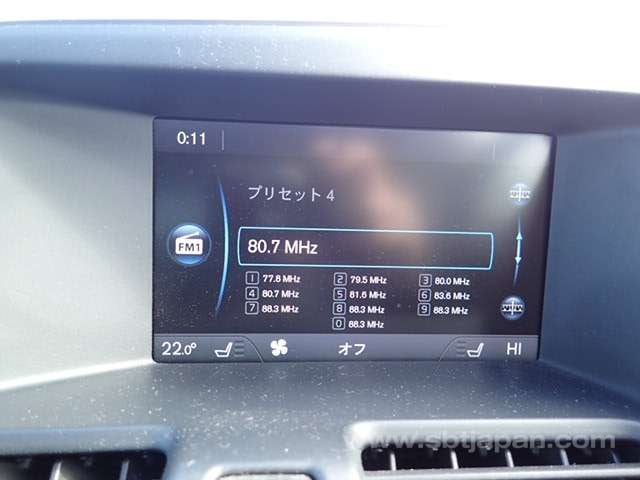 0:11
プリセット 4
FM1
80.7 MHz
1 77.8 MHz 2 79.5 MHz 3 80.0 MHz
4 80.7 MHz 5 81.6 MHz 6 83.6 MHz
7 88.3 MHz 8 88.3 MHz 9 88.3 MHz
0 88.3 MHz
22.0° オフ HI
www.sbtjapan.com